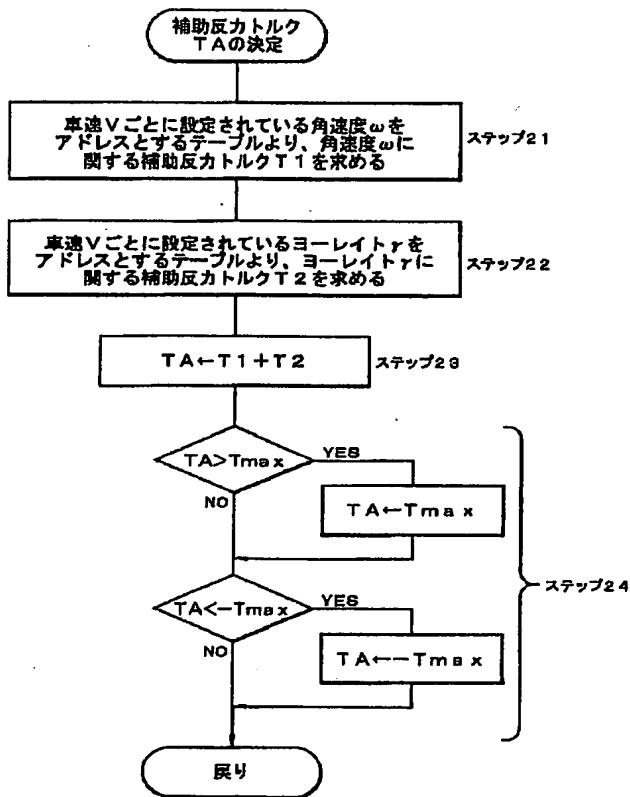 補助反力トルク
TAの決定
車速Vごとに設定されている角速度ωを
アドレスとするテーブルより、角速度ωに
関する補助反力トルクT1を求める
ステップ21
車速Vごとに設定されているヨーレイトγを
アドレスとするテーブルより、ヨーレイトγに
関する補助反力トルクT2を求める
ステップ22
TA←T1+T2
ステップ23
TA>Tmax
YES
NO
TA←Tmax
TA<-Tmax
YES
NO
TA←-Tmax
ステップ24
戻り